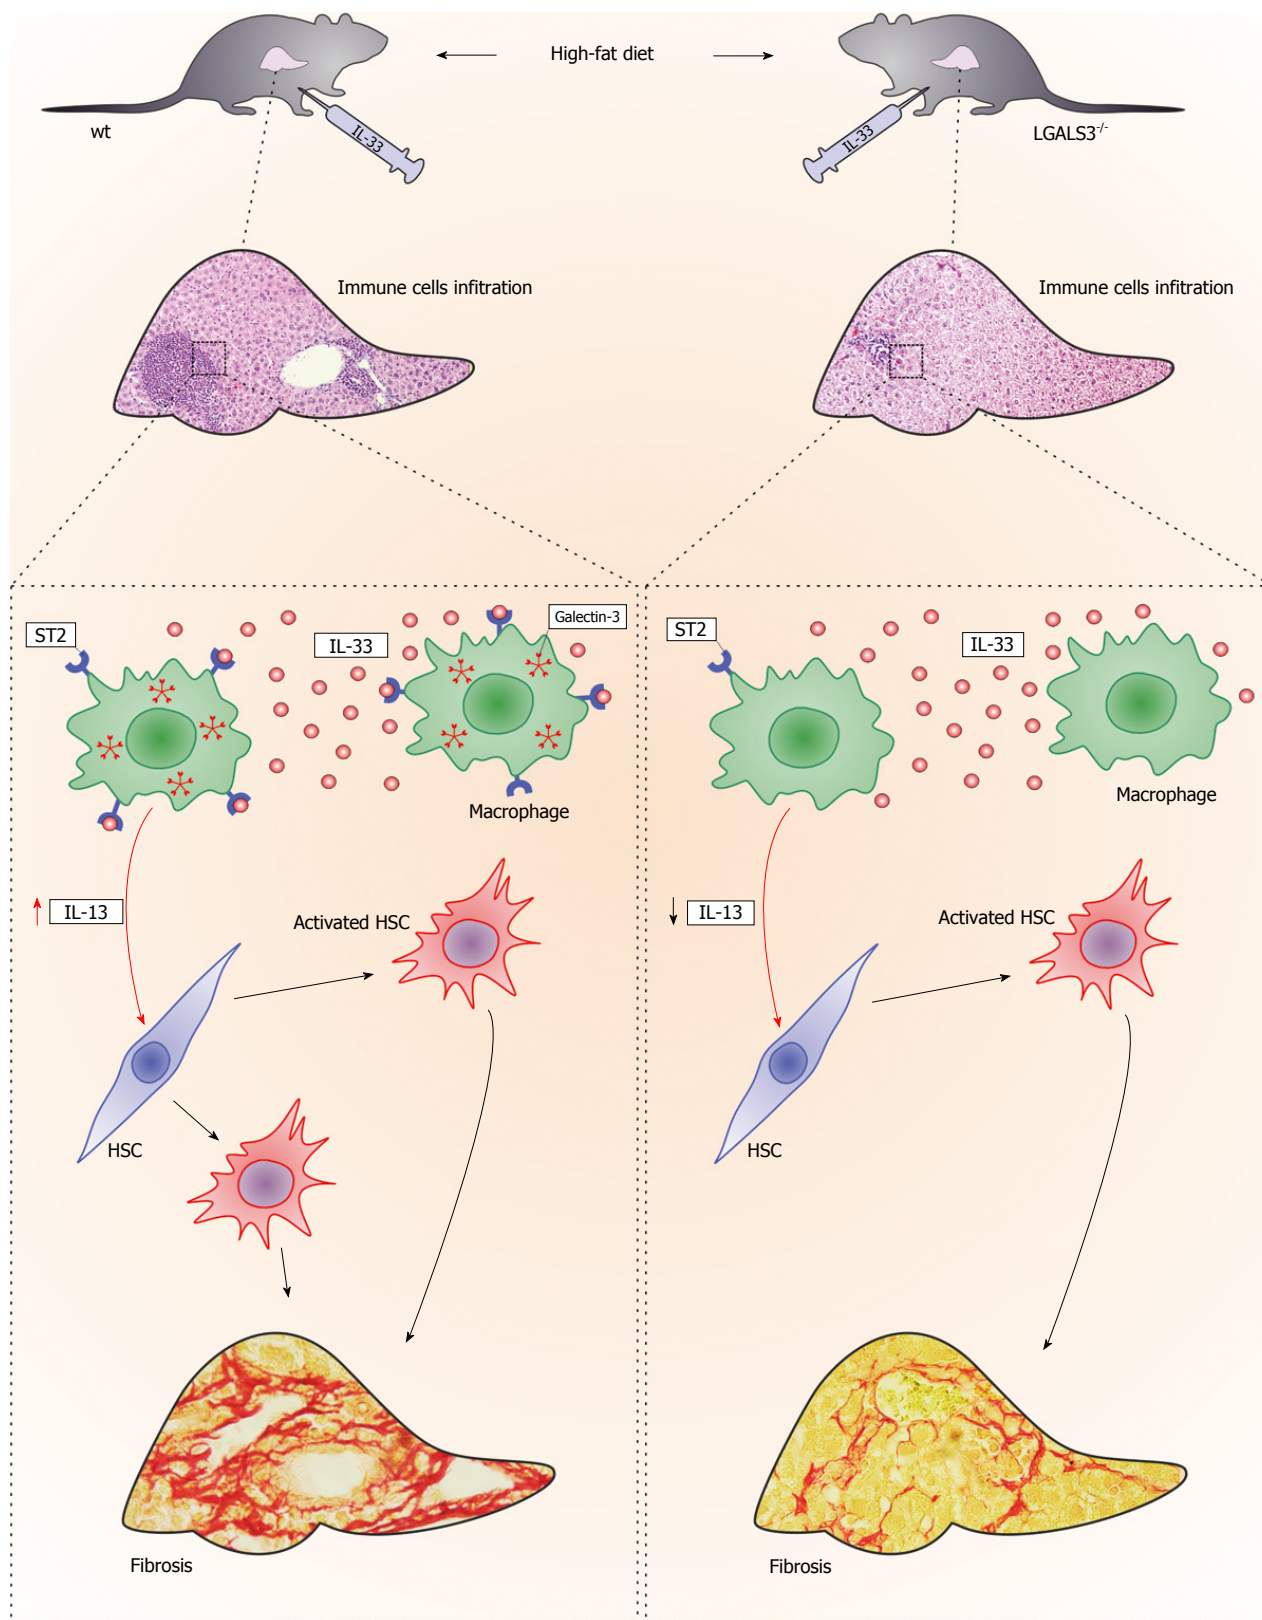 High-fat diet
wt
IL-33
IL-33
LGALS3-/-
Immune cells infitration
Immune cells infitration
ST2
IL-33
Galectin-3
Macrophage
IL-13
Activated HSC
HSC
Fibrosis
ST2
IL-33
Macrophage
IL-13
Activated HSC
HSC
Fibrosis